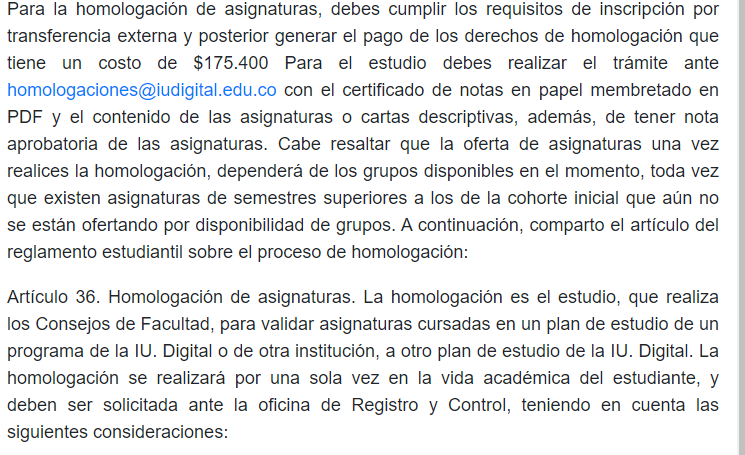 Para la homologación de asignaturas, debes cumplir los requisitos de inscripción por
transferencia externa y posterior generar el pago de los derechos de homologación que
tiene un costo de $175.400 Para el estudio debes realizar el trámite ante
homologaciones@iudigital.edu.co con el certificado de notas en papel membretado en
PDF y el contenido de las asignaturas o cartas descriptivas, además, de tener nota
aprobatoria de las asignaturas. Cabe resaltar que la oferta de asignaturas una vez
realices la homologación, dependerá de los grupos disponibles en el momento, toda vez
que existen asignaturas de semestres superiores a los de la cohorte inicial que aún no
se están ofertando por disponibilidad de grupos. A continuación, comparto el artículo del
reglamento estudiantil sobre el proceso de homologación:
Artículo 36. Homologación de asignaturas. La homologación es el estudio, que realiza
los Consejos de Facultad, para validar asignaturas cursadas en un plan de estudio de un
programa de la IU. Digital o de otra institución, a otro plan de estudio de la IU. Digital. La
homologación se realizará por una sola vez en la vida académica del estudiante, y
deben ser solicitada ante la oficina de Registro y Control, teniendo en cuenta las
siguientes consideraciones: